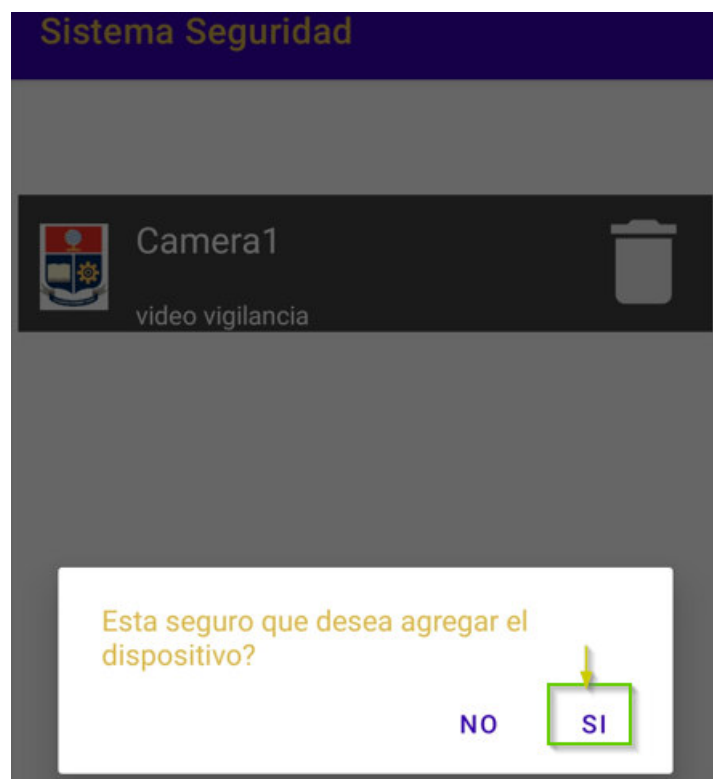 Sistema Seguridad
Camera1
video vigilancia
Esta seguro que desea agregar el
dispositivo?
NO
SI